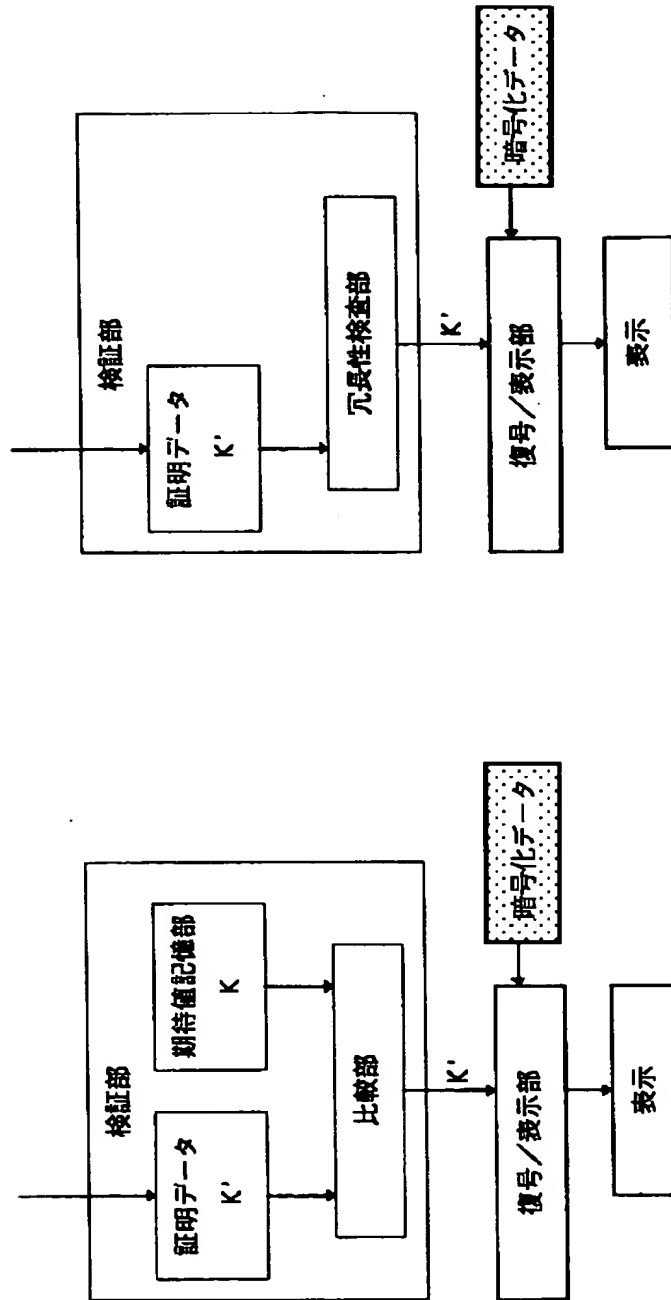 検証部
証明データ
K'
期待値記憶部
K
比較部
K'
暗号化データ
復号/表示部
表示
検証部
証明データ
K'
冗長性検査部
K'
暗号化データ
復号/表示部
表示